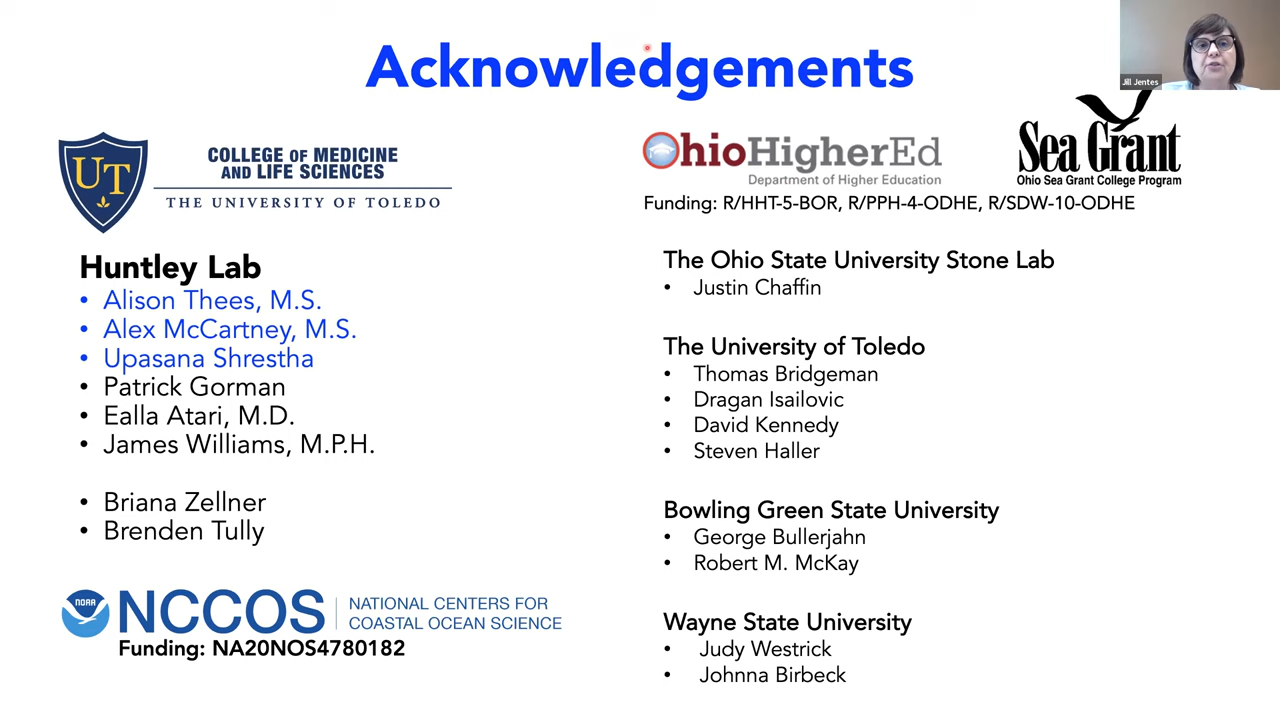 Acknowledgements
Jill Jentes
UT
COLLEGE OF MEDICINE
AND LIFE SCIENCES
THE UNIVERSITY OF TOLEDO
Huntley Lab
• Alison Thees, M.S.
• Alex McCartney, M.S.
• Upasana Shrestha
• Patrick Gorman
• Ealla Atari, M.D.
• James Williams, M.P.H.
• Briana Zellner
• Brenden Tully
NOAA
NCCOS
NATIONAL CENTERS FOR
COASTAL OCEAN SCIENCE
Funding: NA20NOS4780182
OhioHigherEd
Department of Higher Education
Sea Grant
Ohio Sea Grant College Program
Funding: R/HHT-5-BOR, R/PPH-4-ODHE, R/SDW-10-ODHE
The Ohio State University Stone Lab
• Justin Chaffin
The University of Toledo
• Thomas Bridgeman
• Dragan Isailovic
• David Kennedy
• Steven Haller
Bowling Green State University
• George Bullerjahn
• Robert M. McKay
Wayne State University
• Judy Westrick
• Johnna Birbeck